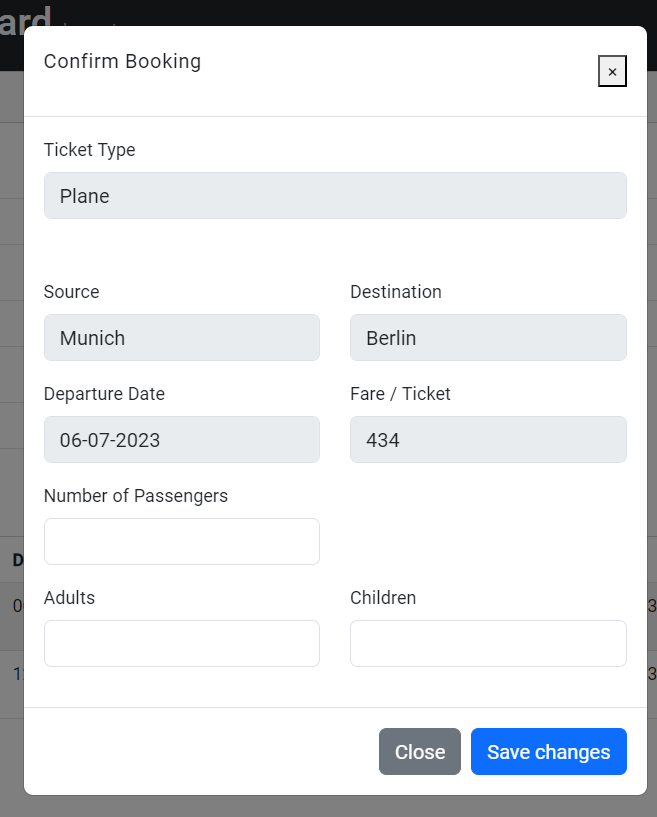 ard
Confirm Booking
×
Ticket Type
Plane
Source Destination
Munich Berlin
Departure Date Fare / Ticket
06-07-2023 434
Number of Passengers
Adults Children
Close Save changes